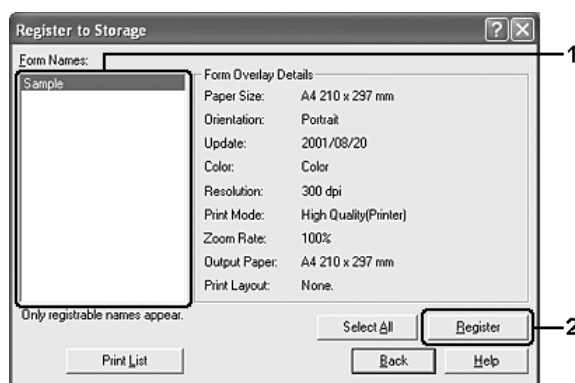 Register to Storage
1
Form Names:
Sample
Form Overlay Details
Paper Size: A4 210 x 297 mm
Orientation: Portrait
Update: 2001/08/20
Color: Color
Resolution: 300 dpi
Print Mode: High Quality(Printer)
Zoom Rate: 100%
Output Paper: A4 210 x 297 mm
Print Layout: None.
Only registrable names appear.
Select All Register 2
Print List Back Help